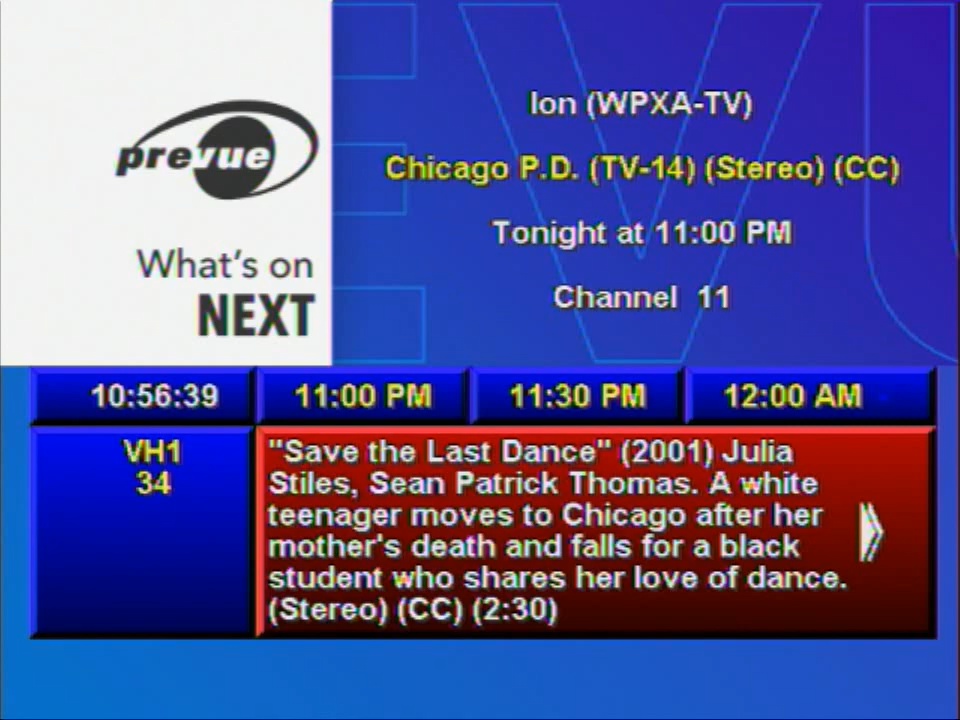 prevue
What's on
NEXT
Ion (WPXA-TV)
Chicago P.D. (TV-14) (Stereo) (CC)
Tonight at 11:00 PM
Channel 11
10:56:39
11:00 PM
11:30 PM
12:00 AM
VH1
34
"Save the Last Dance" (2001) Julia
Stiles, Sean Patrick Thomas. A white
teenager moves to Chicago after her
mother's death and falls for a black
student who shares her love of dance.
(Stereo) (CC) (2:30)